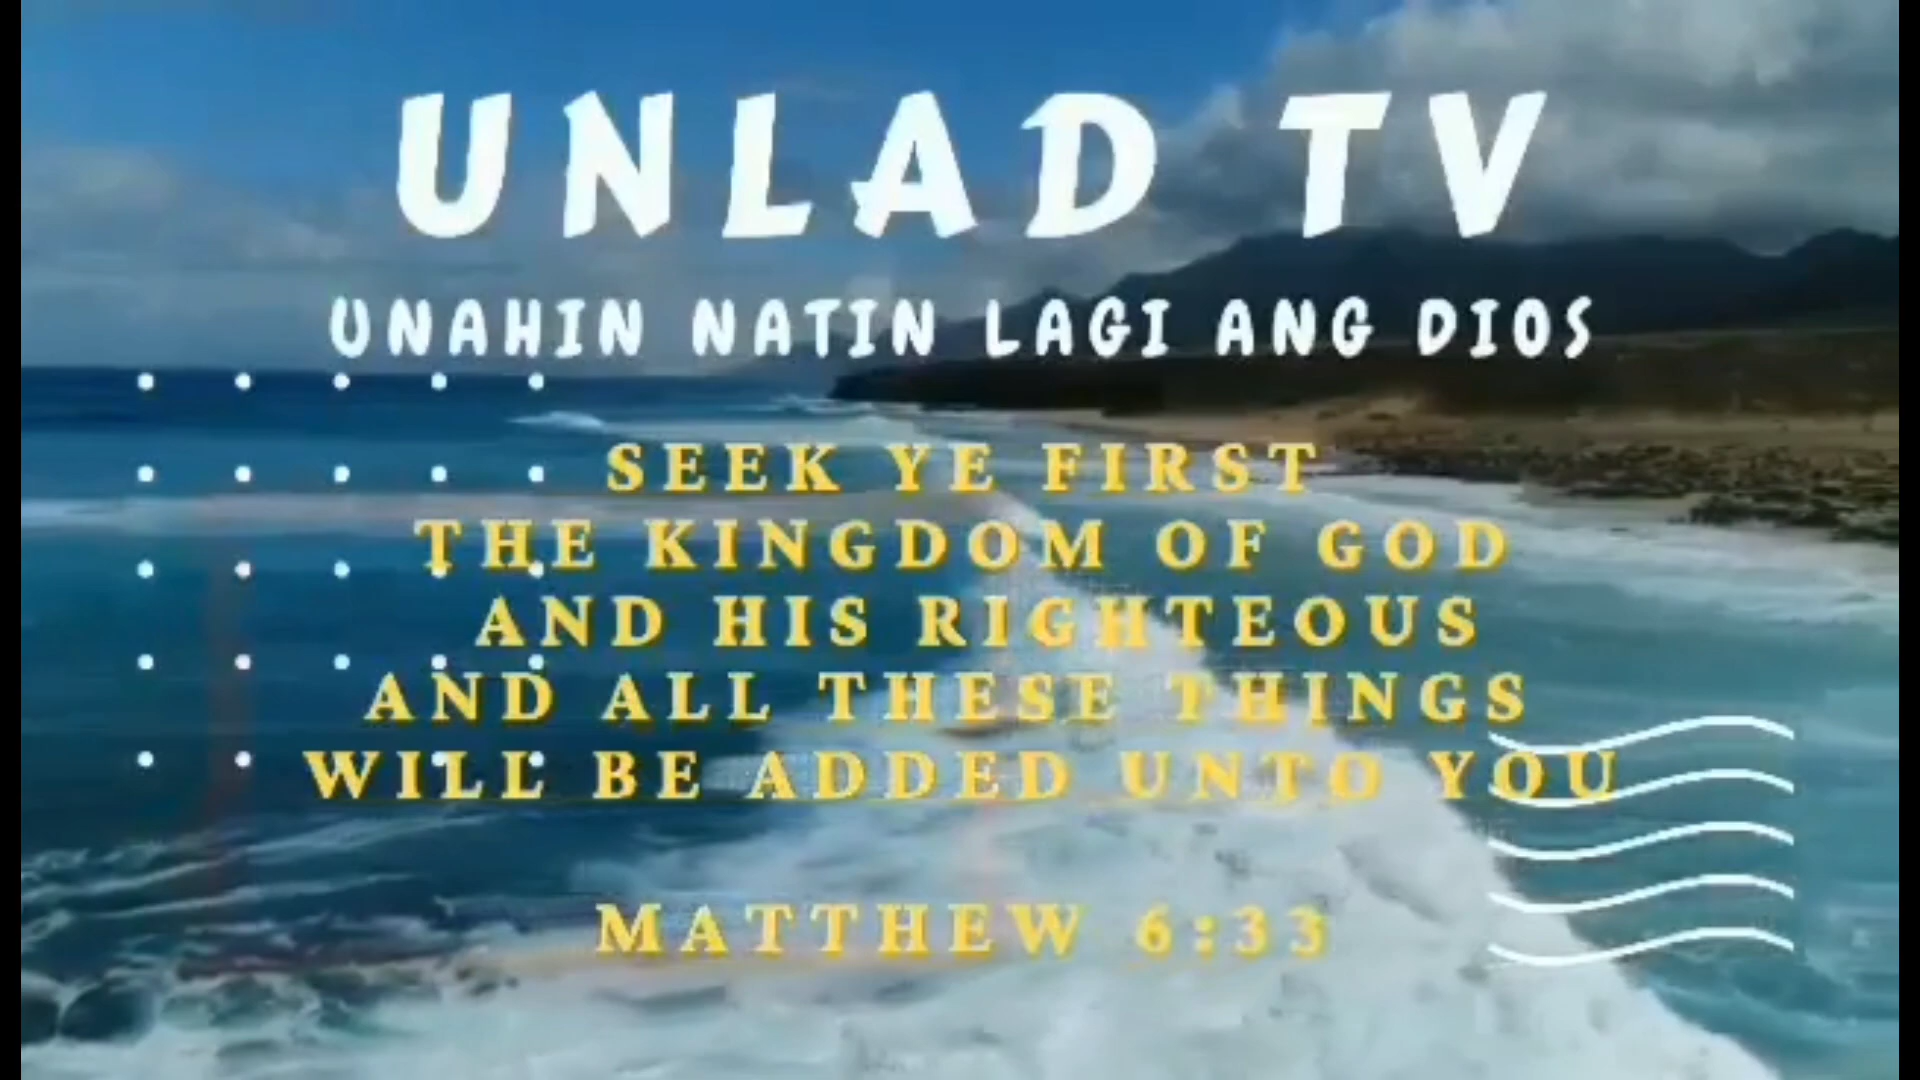 UNLAD TV
UNAHIN NATIN LAGI ANG DIOS
SEEK YE FIRST
THE KINGDOM OF GOD
AND HIS RIGHTEOUS
AND ALL THESE THINGS
WILL BE ADDED UNTO YOU
MATTHEW 6:33